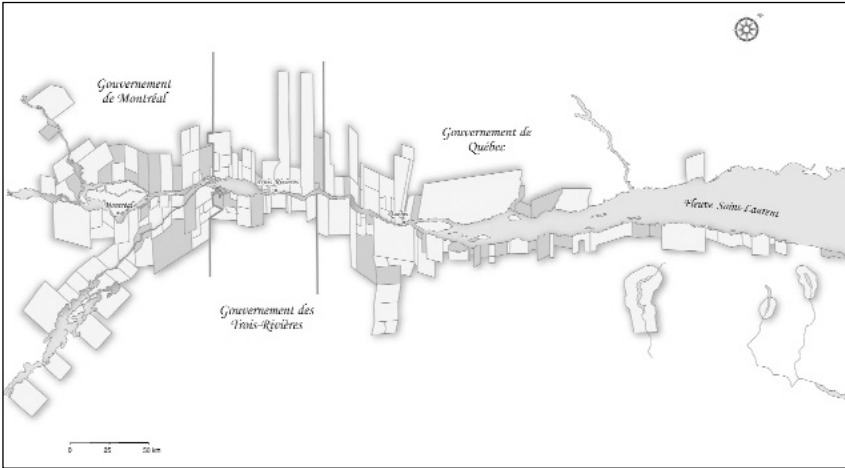 Gouvernement
de Montréal
Gouvernement de
Québec
Trois-Rivières
Montréal
Québec
Fleuve Saint-Laurent
Gouvernement des
Trois-Rivières
0 25 50 km